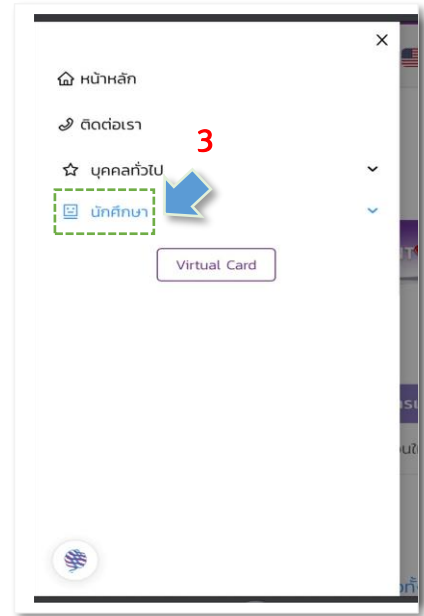 หน้าหลัก
ติดต่อเรา
3
บุคคลทั่วไป
นักศึกษา
Virtual Card